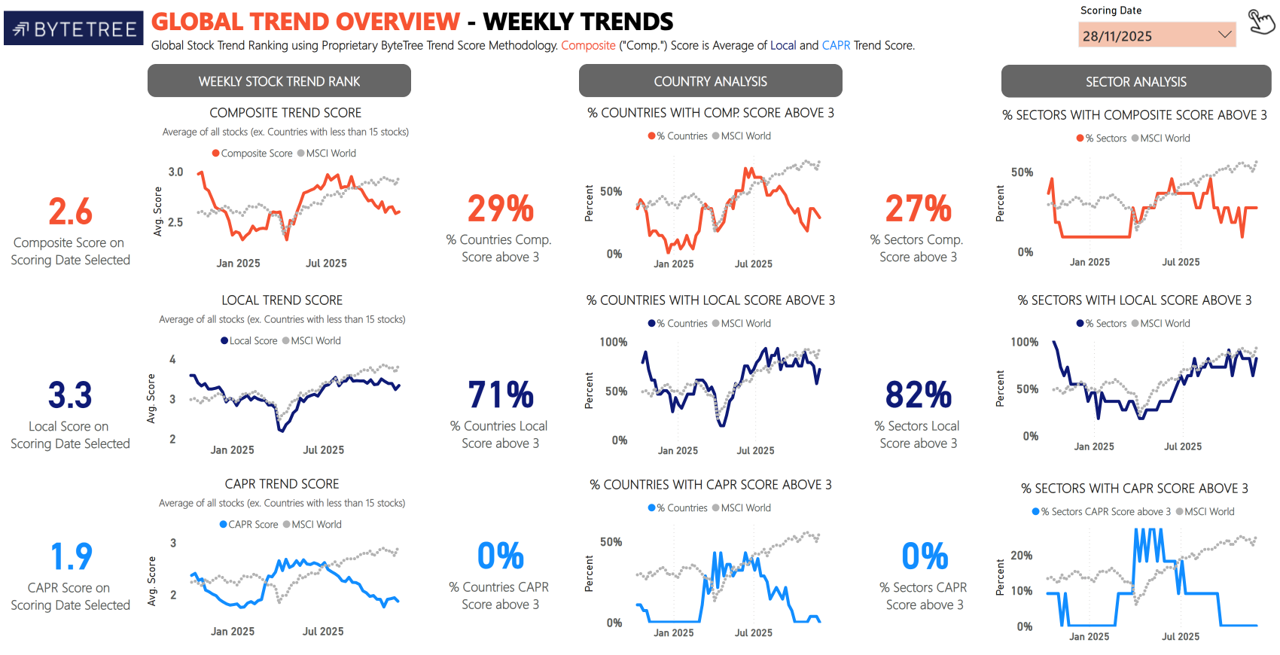 BYTETREE
GLOBAL TREND OVERVIEW - WEEKLY TRENDS
Global Stock Trend Ranking using Proprietary ByteTree Trend Score Methodology. Composite ("Comp.") Score is Average of Local and CAPR Trend Score.
Scoring Date
28/11/2025
WEEKLY STOCK TREND RANK
COMPOSITE TREND SCORE
Average of all stocks (ex. Countries with less than 15 stocks)
Composite Score MSCI World
Avg. Score
3.0
2.5
Jan 2025 Jul 2025
2.6
Composite Score on
Scoring Date Selected
LOCAL TREND SCORE
Average of all stocks (ex. Countries with less than 15 stocks)
Local Score MSCI World
Avg. Score
4
3
2
Jan 2025 Jul 2025
3.3
Local Score on
Scoring Date Selected
CAPR TREND SCORE
Average of all stocks (ex. Countries with less than 15 stocks)
CAPR Score MSCI World
Avg. Score
3
2
Jan 2025 Jul 2025
1.9
CAPR Score on
Scoring Date Selected
COUNTRY ANALYSIS
% COUNTRIES WITH COMP. SCORE ABOVE 3
% Countries MSCI World
Percent
50%
0%
Jan 2025 Jul 2025
29%
% Countries Comp.
Score above 3
% COUNTRIES WITH LOCAL SCORE ABOVE 3
% Countries MSCI World
Percent
100%
50%
0%
Jan 2025 Jul 2025
71%
% Countries Local
Score above 3
% COUNTRIES WITH CAPR SCORE ABOVE 3
% Countries MSCI World
Percent
50%
0%
Jan 2025 Jul 2025
0%
% Countries CAPR
Score above 3
SECTOR ANALYSIS
% SECTORS WITH COMPOSITE SCORE ABOVE 3
% Sectors MSCI World
Percent
50%
0%
Jan 2025 Jul 2025
27%
% Sectors Comp.
Score above 3
% SECTORS WITH LOCAL SCORE ABOVE 3
% Sectors MSCI World
Percent
100%
50%
0%
Jan 2025 Jul 2025
82%
% Sectors Local
Score above 3
% SECTORS WITH CAPR SCORE ABOVE 3
% Sectors CAPR Score above 3 MSCI World
Percent
20%
10%
0%
Jan 2025 Jul 2025
0%
% Sectors CAPR
Score above 3